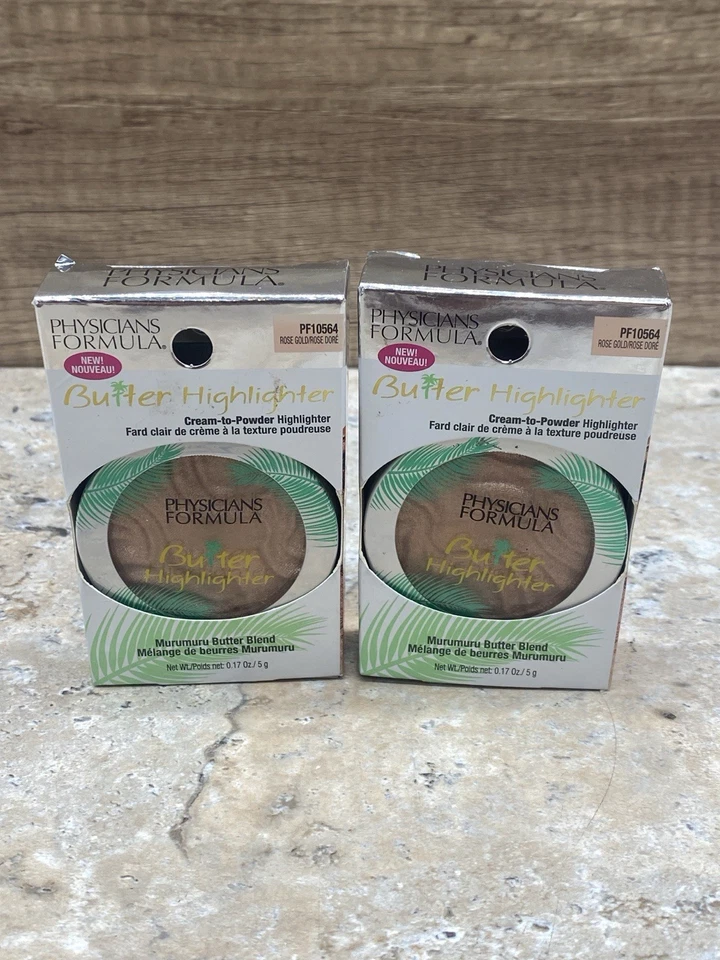 PHYSICIANS
FORMULA®
PHYSICIANS
FORMULA®
PF10564
ROSE GOLD/ROSE DORÉ
NEW!
NOUVEAU!
Butter Highlighter
Cream-to-Powder Highlighter
Fard clair de crème à la texture poudreuse
PHYSICIANS
FORMULA
Butter
Highlighter
Murumuru Butter Blend
Mélange de beurres Murumuru
Net Wt./Poids net: 0.17 Oz./ 5 g
PHYSICIANS
FORMULA®
PHYSICIANS
FORMULA®
PF10564
ROSE GOLD/ROSE DORÉ
NEW!
NOUVEAU!
Butter Highlighter
Cream-to-Powder Highlighter
Fard clair de crème à la texture poudreuse
PHYSICIANS
FORMULA
Butter
Highlighter
Murumuru Butter Blend
Mélange de beurres Murumuru
Net Wt./Poids net: 0.17 Oz./ 5 g